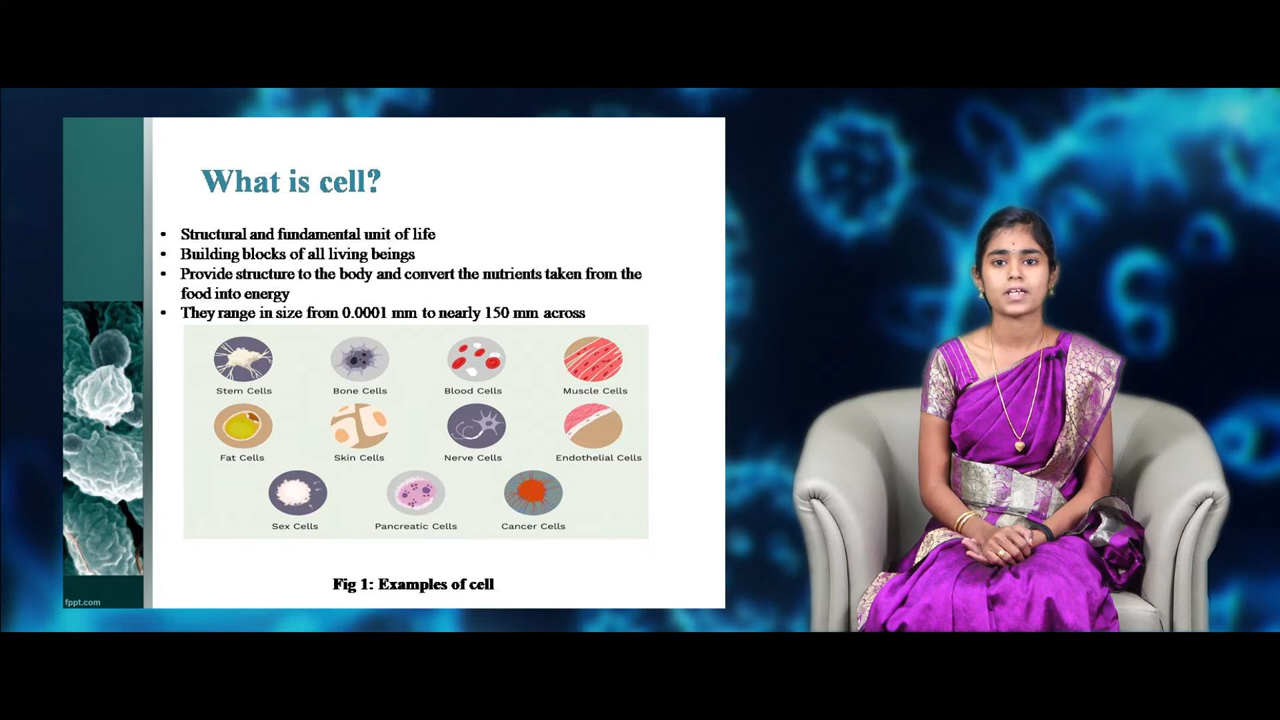 What is cell?
• Structural and fundamental unit of life
• Building blocks of all living beings
• Provide structure to the body and convert the nutrients taken from the
food into energy
• They range in size from 0.0001 mm to nearly 150 mm across
Stem Cells Bone Cells Blood Cells Muscle Cells
Fat Cells Skin Cells Nerve Cells Endothelial Cells
Sex Cells Pancreatic Cells Cancer Cells
Fig 1: Examples of cell
fppt.com